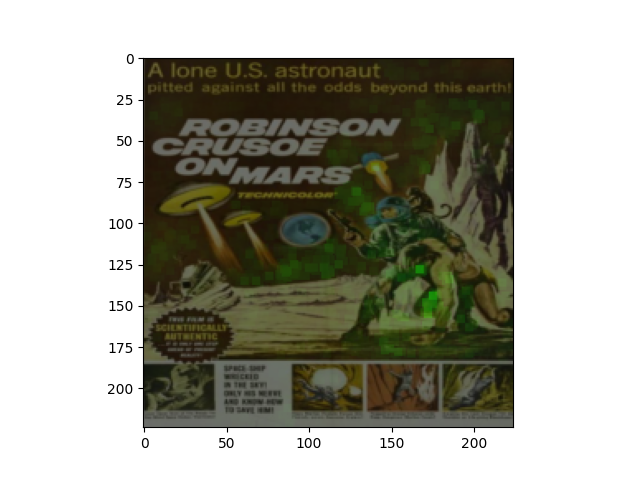 A lone U.S. astronaut
pitted against all the odds beyond this earth!
ROBINSON
CRUSOE
ON
MARS
TECHNICOLOR
THIS FILM IS
SCIENTIFICALLY
AUTHENTIC
SPACE-SHIP
WRECKED
IN THE SKY!
ONLY HIS NERVE
AND KNOW-HOW
TO SAVE HIM!
0
25
50
75
100
125
150
175
200
0 50 100 150 200